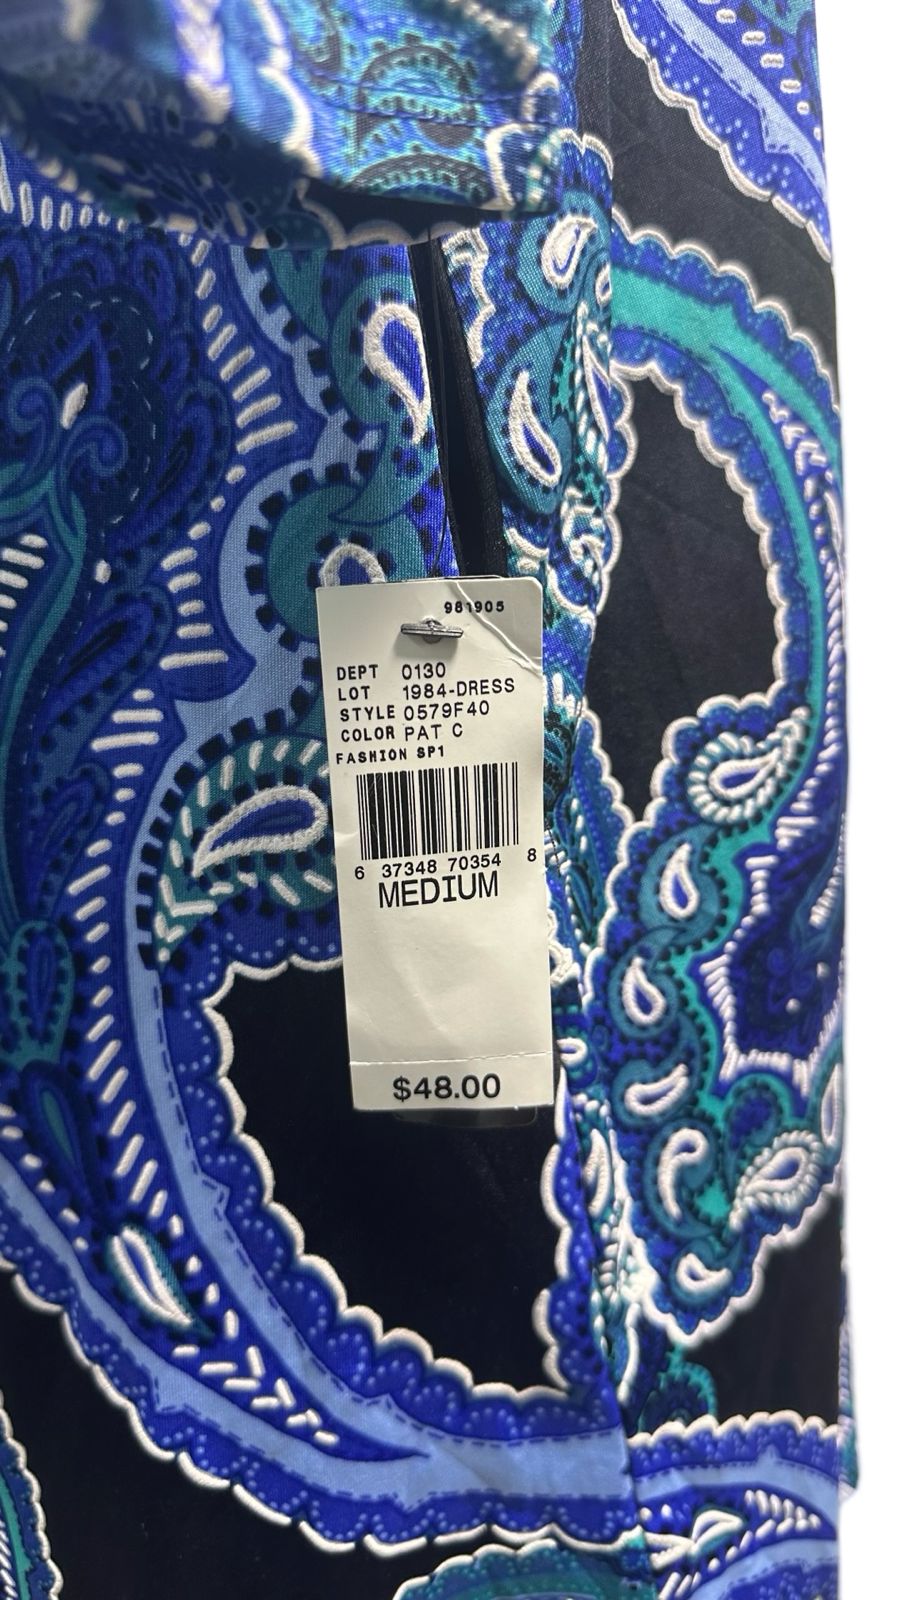 981905
DEPT 0130
LOT 1984-DRESS
STYLE 0579F40
COLOR PAT C
FASHION SP1
6 37348 70354 8
MEDIUM
$48.00